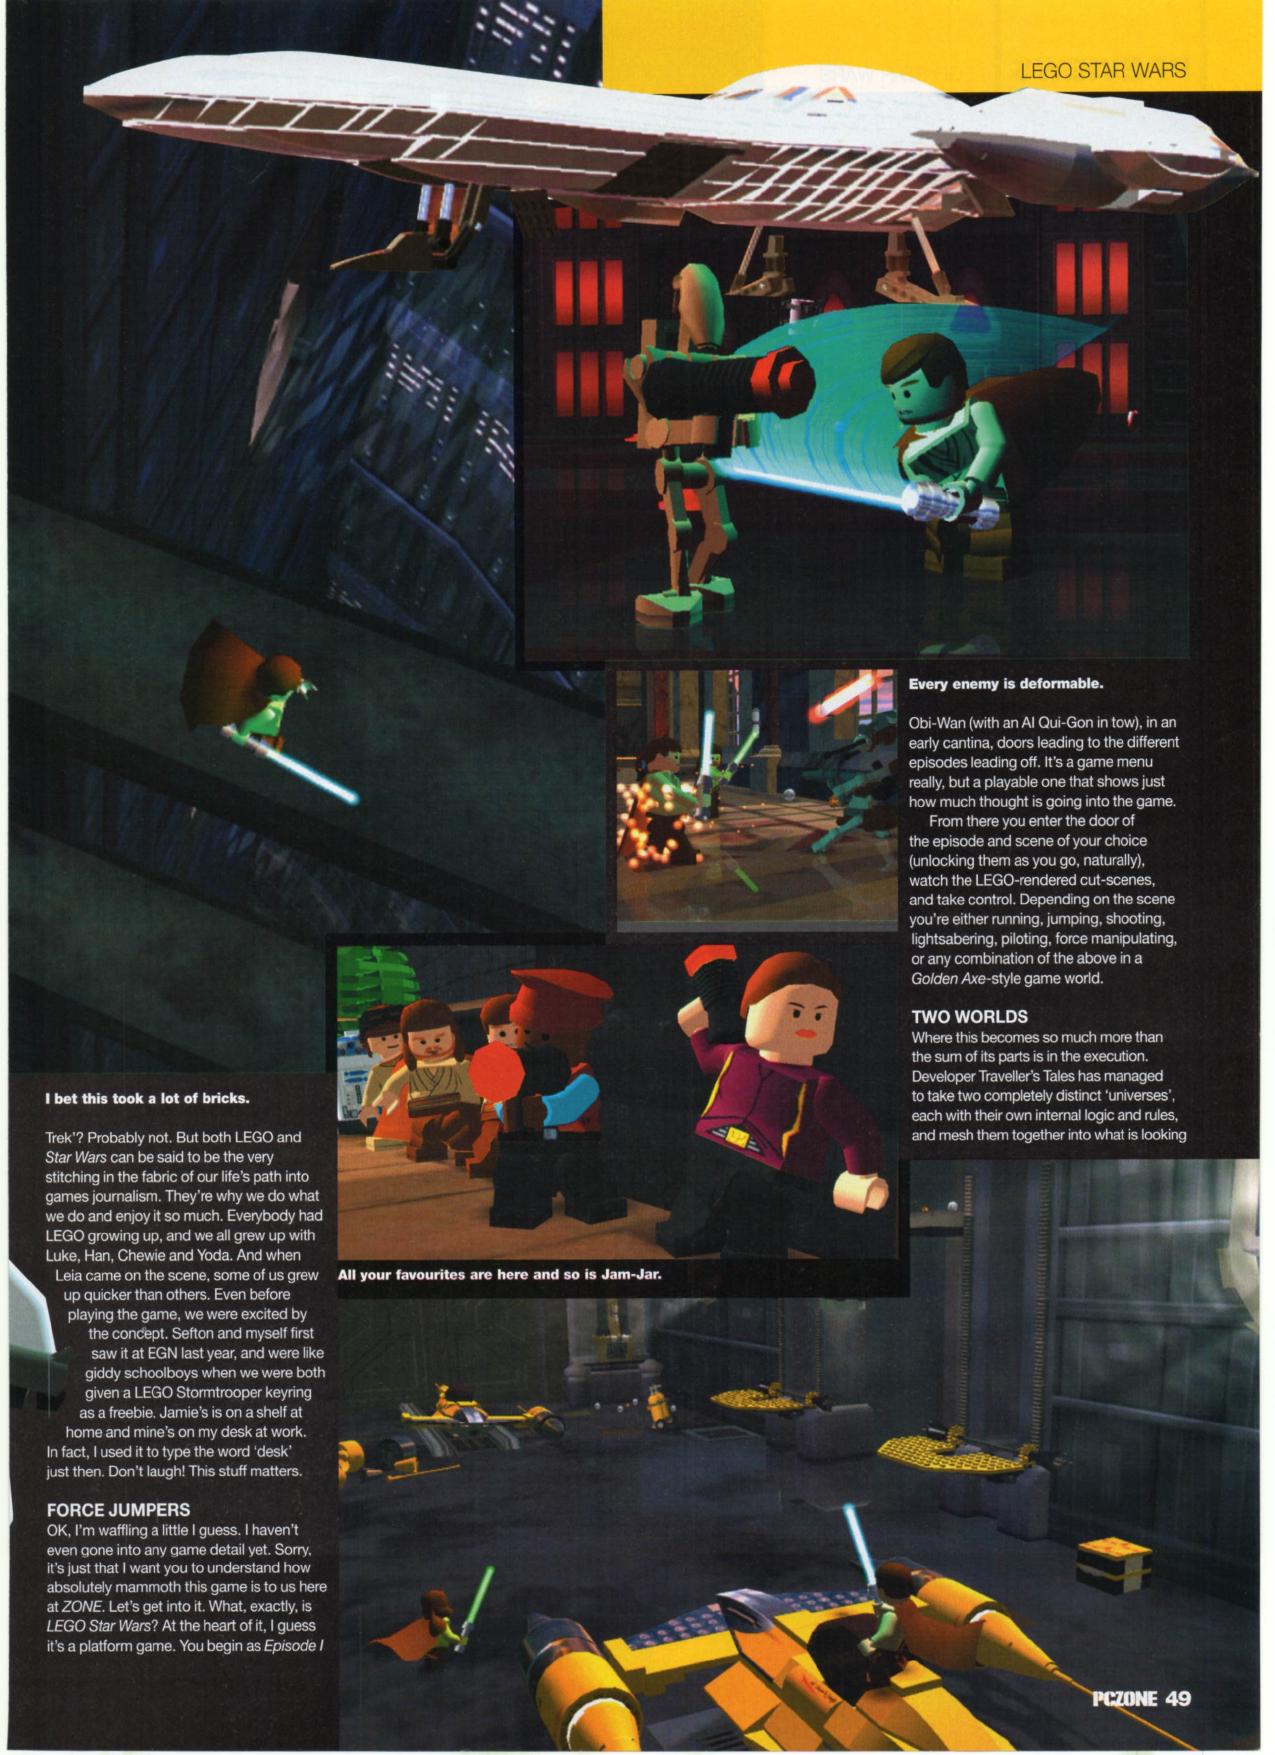 LEGO STAR WARS
I bet this took a lot of bricks.
Trek'? Probably not. But both LEGO and
Star Wars can be said to be the very
stitching in the fabric of our life's path into
games journalism. They're why we do what
we do and enjoy it so much. Everybody had
LEGO growing up, and we all grew up with
Luke, Han, Chewie and Yoda. And when
Leia came on the scene, some of us grew
up quicker than others. Even before
playing the game, we were excited by
the concept. Sefton and myself first
saw it at EGN last year, and were like
giddy schoolboys when we were both
given a LEGO Stormtrooper keyring
as a freebie. Jamie's is on a shelf at
home and mine's on my desk at work.
In fact, I used it to type the word 'desk'
just then. Don't laugh! This stuff matters.
FORCE JUMPERS
OK, I'm waffling a little I guess. I haven't
even gone into any game detail yet. Sorry,
it's just that I want you to understand how
absolutely mammoth this game is to us here
at ZONE. Let's get into it. What, exactly, is
LEGO Star Wars? At the heart of it, I guess
it's a platform game. You begin as Episode I
All your favourites are here and so is Jam-Jar.
Every enemy is deformable.
Obi-Wan (with an AI Qui-Gon in tow), in an
early cantina, doors leading to the different
episodes leading off. It's a game menu
really, but a playable one that shows just
how much thought is going into the game.
From there you enter the door of
the episode and scene of your choice
(unlocking them as you go, naturally),
watch the LEGO-rendered cut-scenes,
and take control. Depending on the scene
you're either running, jumping, shooting,
lightsabering, piloting, force manipulating,
or any combination of the above in a
Golden Axe-style game world.
TWO WORLDS
Where this becomes so much more than
the sum of its parts is in the execution.
Developer Traveller's Tales has managed
to take two completely distinct 'universes',
each with their own internal logic and rules,
and mesh them together into what is looking
PCZONE 49